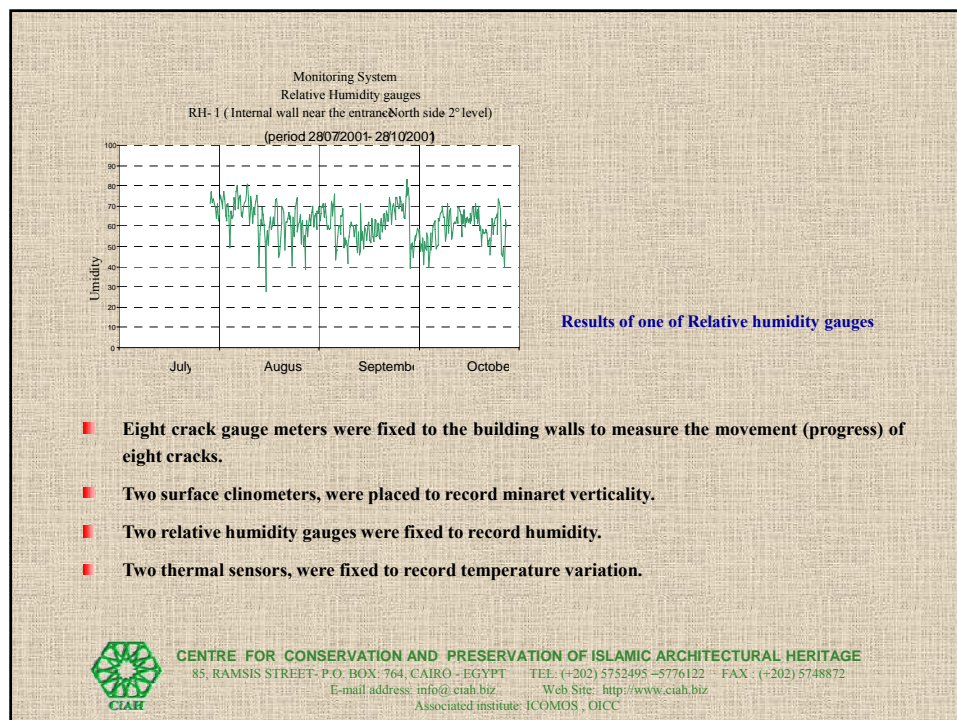 Monitoring System
Relative Humidity gauges
RH- 1 ( Internal wall near the entrance-North side- 2° level)
(period 28/07/2001- 28/10/2001)
100
90
80
70
60
50
40
30
20
10
0
Umidity
July
Augus
Septembe
Octobe
Results of one of Relative humidity gauges
Eight crack gauge meters were fixed to the building walls to measure the movement (progress) of
eight cracks.
Two surface clinometers, were placed to record minaret verticality.
Two relative humidity gauges were fixed to record humidity.
Two thermal sensors, were fixed to record temperature variation.
CIAH
CENTRE FOR CONSERVATION AND PRESERVATION OF ISLAMIC ARCHITECTURAL HERITAGE
85, RAMSIS STREET- P.O. BOX: 764, CAIRO - EGYPT TEL: (+202) 5752495 –5776122 FAX : (+202) 5748872
E-mail address: info@ ciah.biz Web Site: http://www.ciah.biz
Associated institute: ICOMOS , OICC